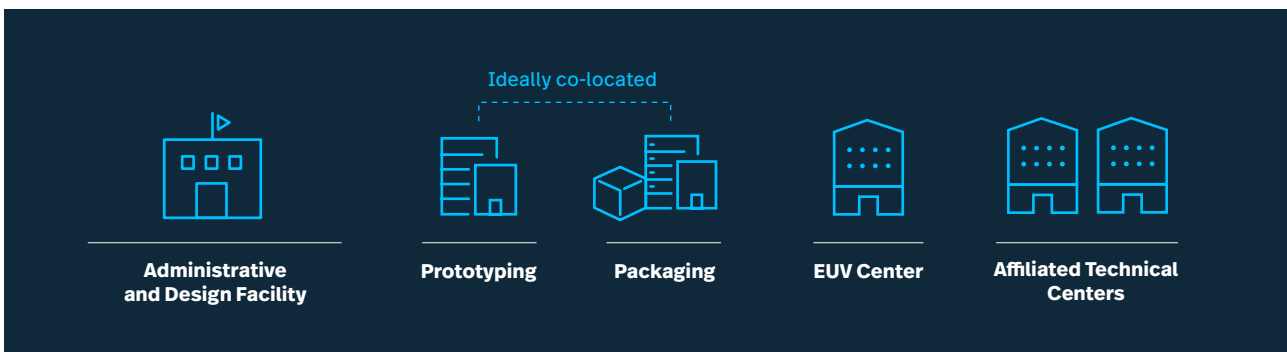 Ideally co-located
Administrative
and Design Facility
Prototyping
Packaging
EUV Center
Affiliated Technical
Centers